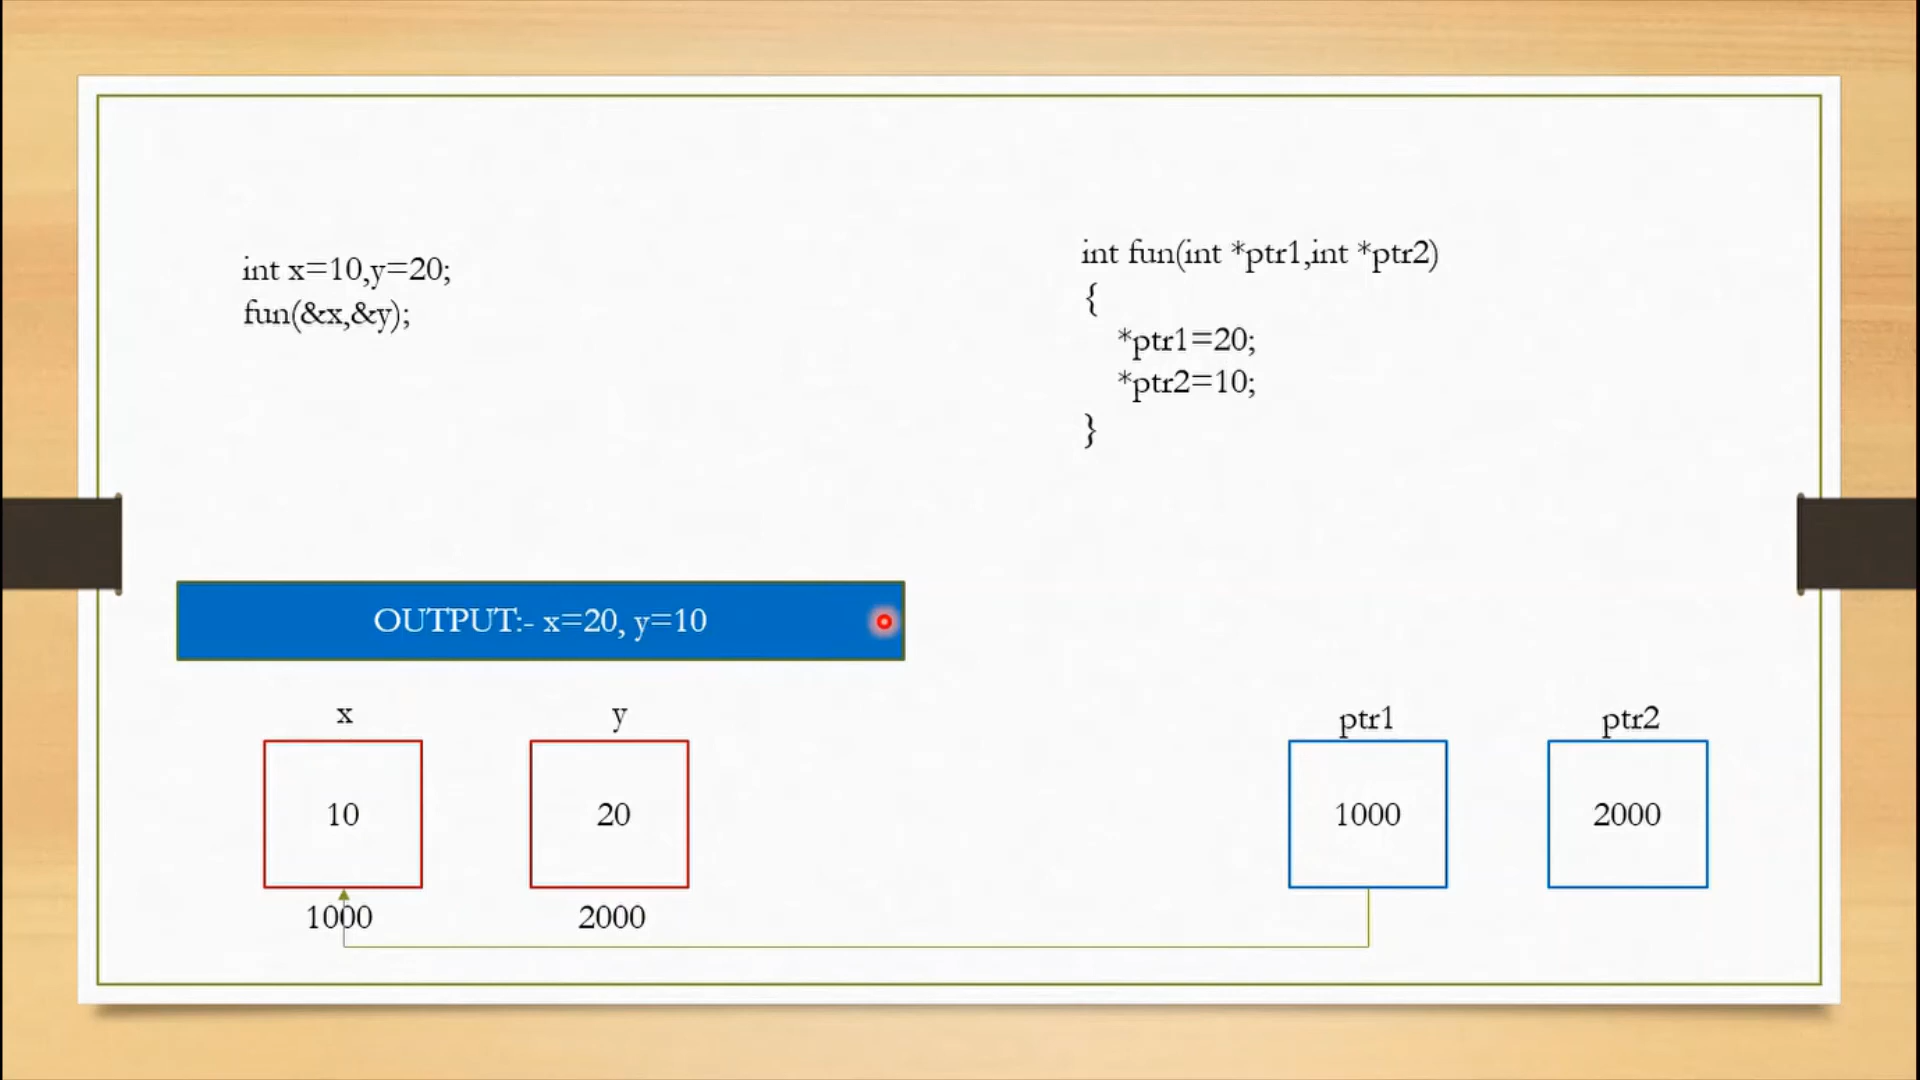 int x=10,y=20;
fun(&x,&y);
int fun(int *ptr1,int *ptr2)
{
*ptr1=20;
*ptr2=10;
}
OUTPUT:- x=20, y=10
x
y
10
20
1000
2000
ptr1
ptr2
1000
2000